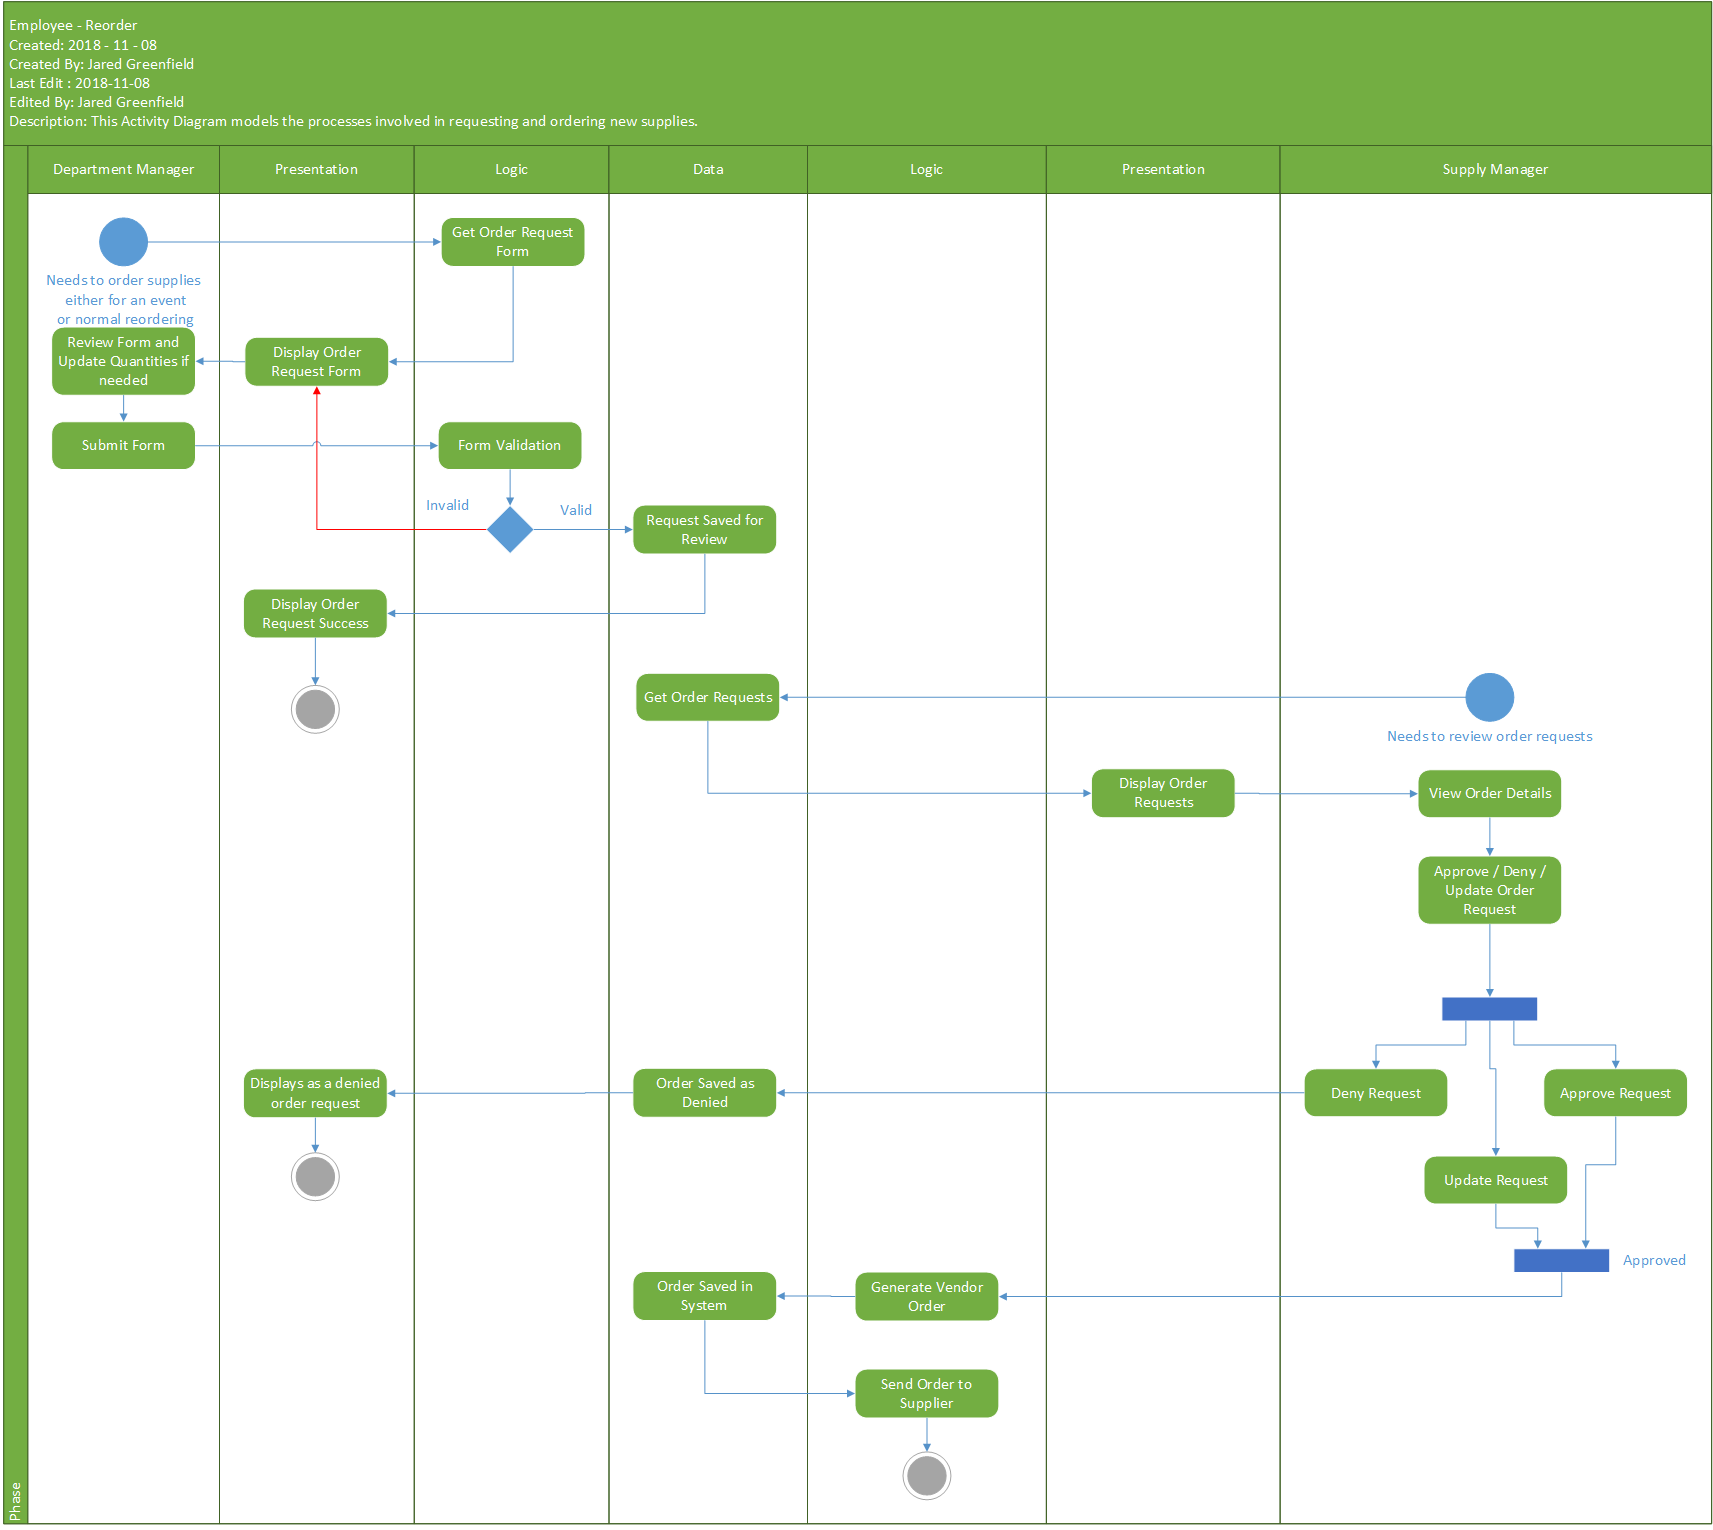 Employee - Reorder
Created: 2018 - 11 - 08
Created By: Jared Greenfield
Last Edit : 2018-11-08
Edited By: Jared Greenfield
Description: This Activity Diagram models the processes involved in requesting and ordering new supplies.
Department Manager
Presentation
Logic
Data
Logic
Presentation
Supply Manager
Get Order Request
Form
Needs to order supplies
either for an event
or normal reordering
Review Form and
Update Quantities if
needed
Display Order
Request Form
Submit Form
Form Validation
Invalid
Valid
Request Saved for
Review
Display Order
Request Success
Get Order Requests
Needs to review order requests
Display Order
Requests
View Order Details
Approve / Deny /
Update Order
Request
Displays as a denied
order request
Order Saved as
Denied
Deny Request
Approve Request
Update Request
Approved
Order Saved in
System
Generate Vendor
Order
Send Order to
Supplier
Phase